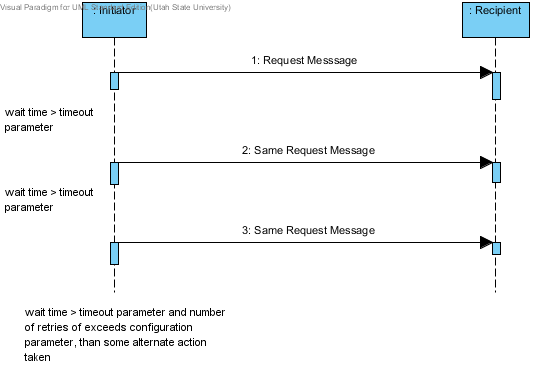 Visual Paradigm for UML Standard Edition(Utah State University)
: Initiator
: Recipient
1: Request Messsage
wait time > timeout
parameter
2: Same Request Message
wait time > timeout
parameter
3: Same Request Message
wait time > timeout parameter and number
of retries of exceeds configuration
parameter, than some alternate action
taken